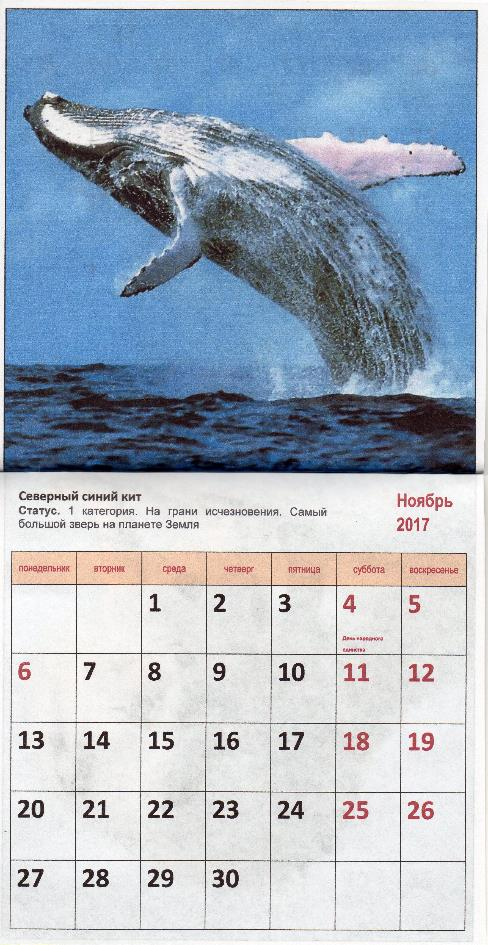 Северный синий кит
Статус. 1 категория. На грани исчезновения. Самый
большой зверь на планете Земля
Ноябрь
2017
понедельник вторник среда четверг пятница суббота воскресенье
1 2 3 4 5
День народного
единства
6 7 8 9 10 11 12
13 14 15 16 17 18 19
20 21 22 23 24 25 26
27 28 29 30